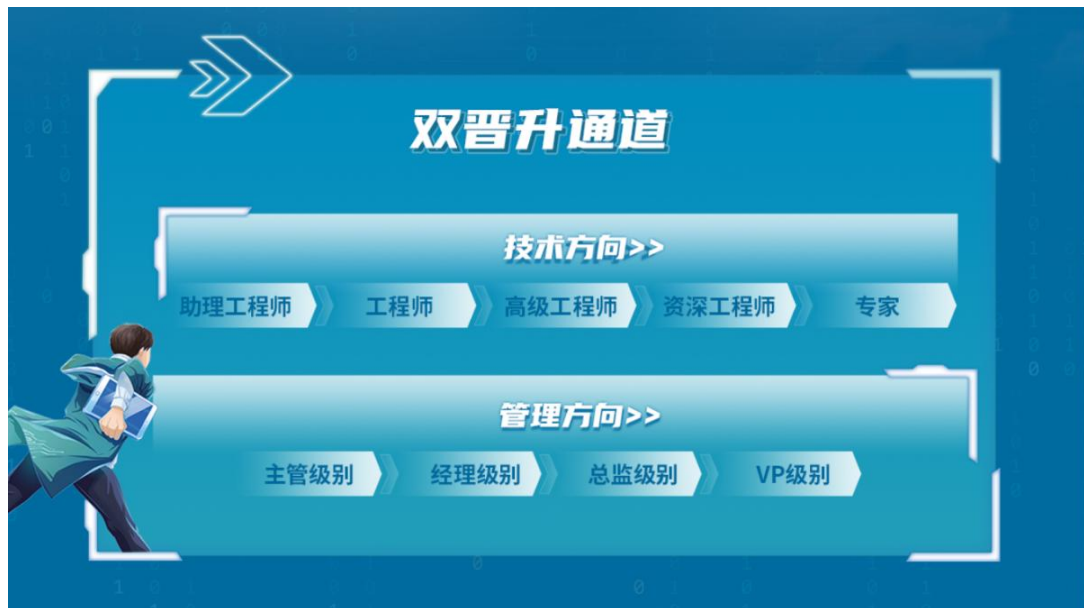 双晋升通道
技术方向>>
助理工程师 工程师 高级工程师 资深工程师 专家
管理方向>>
主管级别 经理级别 总监级别 VP级别